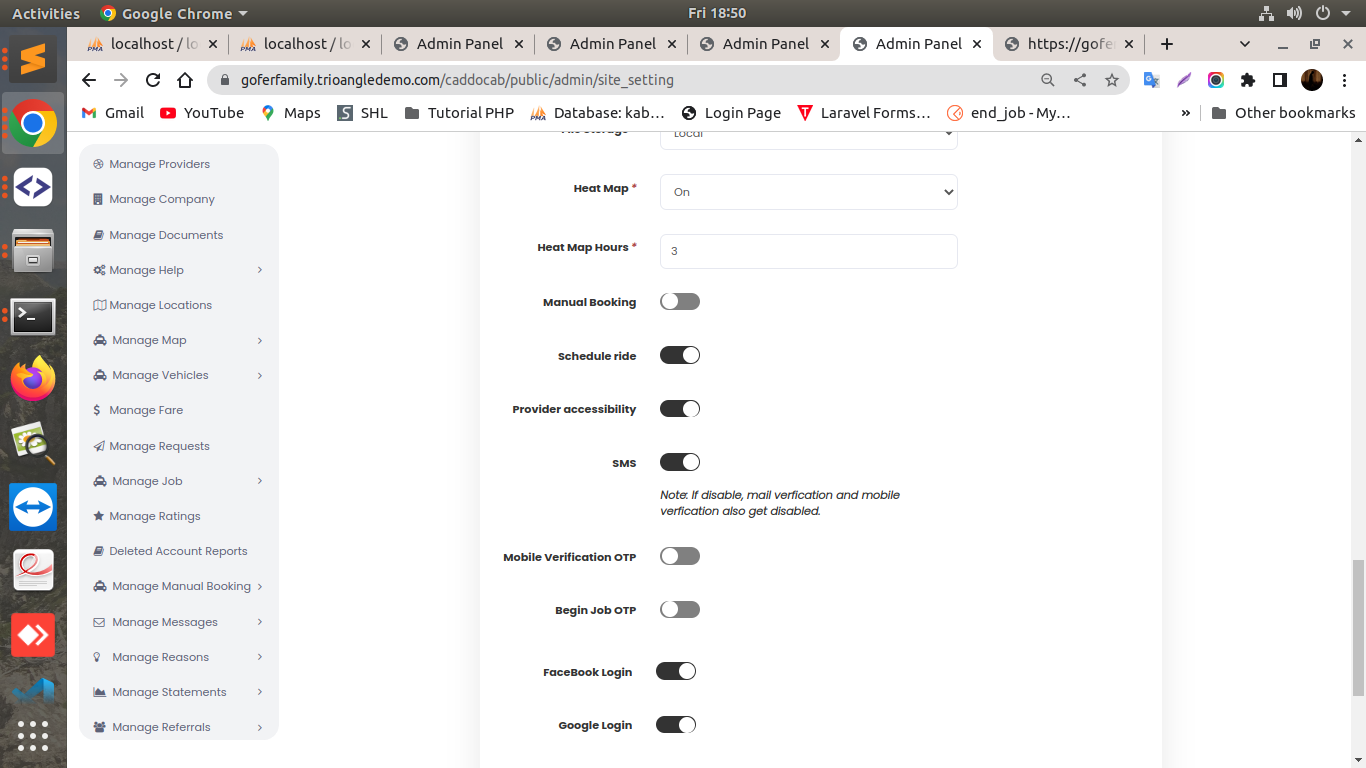 Activities
Google Chrome
Fri 18:50
localhost / lo
localhost / lo
Admin Panel
Admin Panel
Admin Panel
Admin Panel
https://gofe
goferfamily.trioangledemo.com/caddocab/public/admin/site_setting
Gmail
YouTube
Maps
SHL
Tutorial PHP
Database: kab…
Login Page
Laravel Forms…
end_job - My…
»
Other bookmarks
Manage Providers
Manage Company
Manage Documents
Manage Help
Manage Locations
Manage Map
Manage Vehicles
Manage Fare
Manage Requests
Manage Job
Manage Ratings
Deleted Account Reports
Manage Manual Booking
Manage Messages
Manage Reasons
Manage Statements
Manage Referrals
File Storage
Local
Heat Map *
On
Heat Map Hours *
3
Manual Booking
Schedule ride
Provider accessibility
SMS
Note: If disable, mail verfication and mobile
verfication also get disabled.
Mobile Verification OTP
Begin Job OTP
FaceBook Login
Google Login